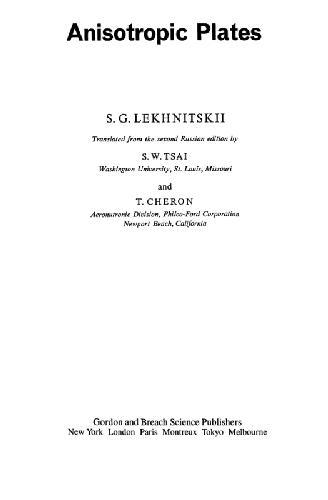 Anisotropic Plates
S. G. LEKHNITSKII
Translated from the second Russian edition by
S. W. TSAI
Washington University, St. Louis, Missouri
and
T. CHERON
Aeronutronic Division, Philco-Ford Corporation
Newport Beach, California
Gordon and Breach Science Publishers
New York London Paris Montreux Tokyo Melbourne